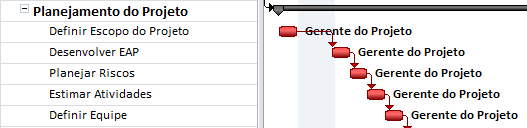 Planejamento do Projeto
Definir Escopo do Projeto Gerente do Projeto
Desenvolver EAP Gerente do Projeto
Planejar Riscos Gerente do Projeto
Estimar Atividades Gerente do Projeto
Definir Equipe Gerente do Projeto